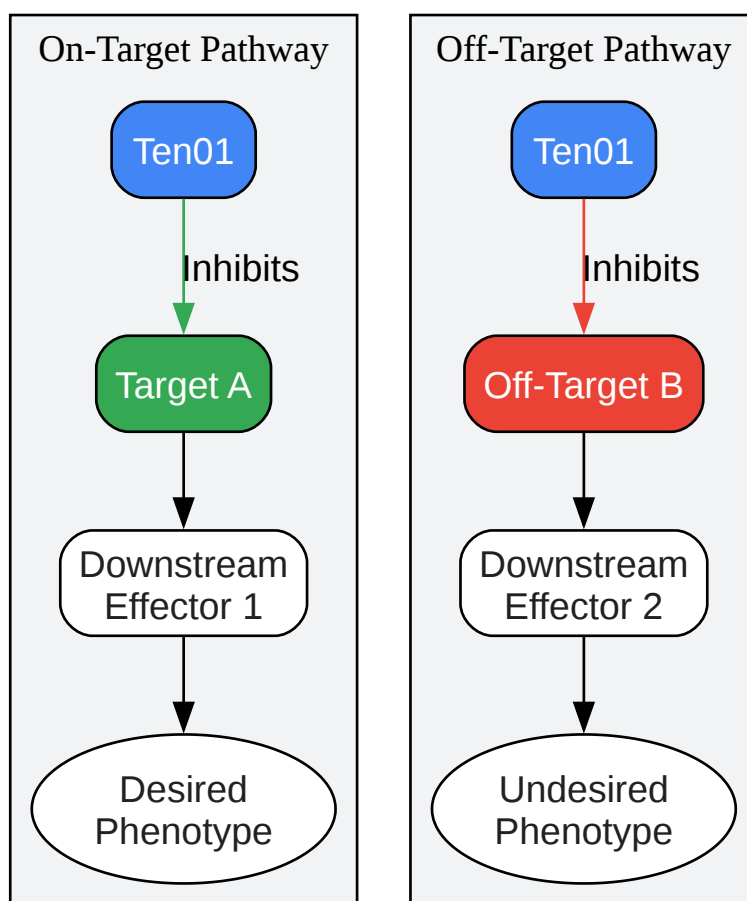 On-Target Pathway
Ten01
Inhibits
Target A
Downstream
Effector 1
Desired
Phenotype
Off-Target Pathway
Ten01
Inhibits
Off-Target B
Downstream
Effector 2
Undesired
Phenotype